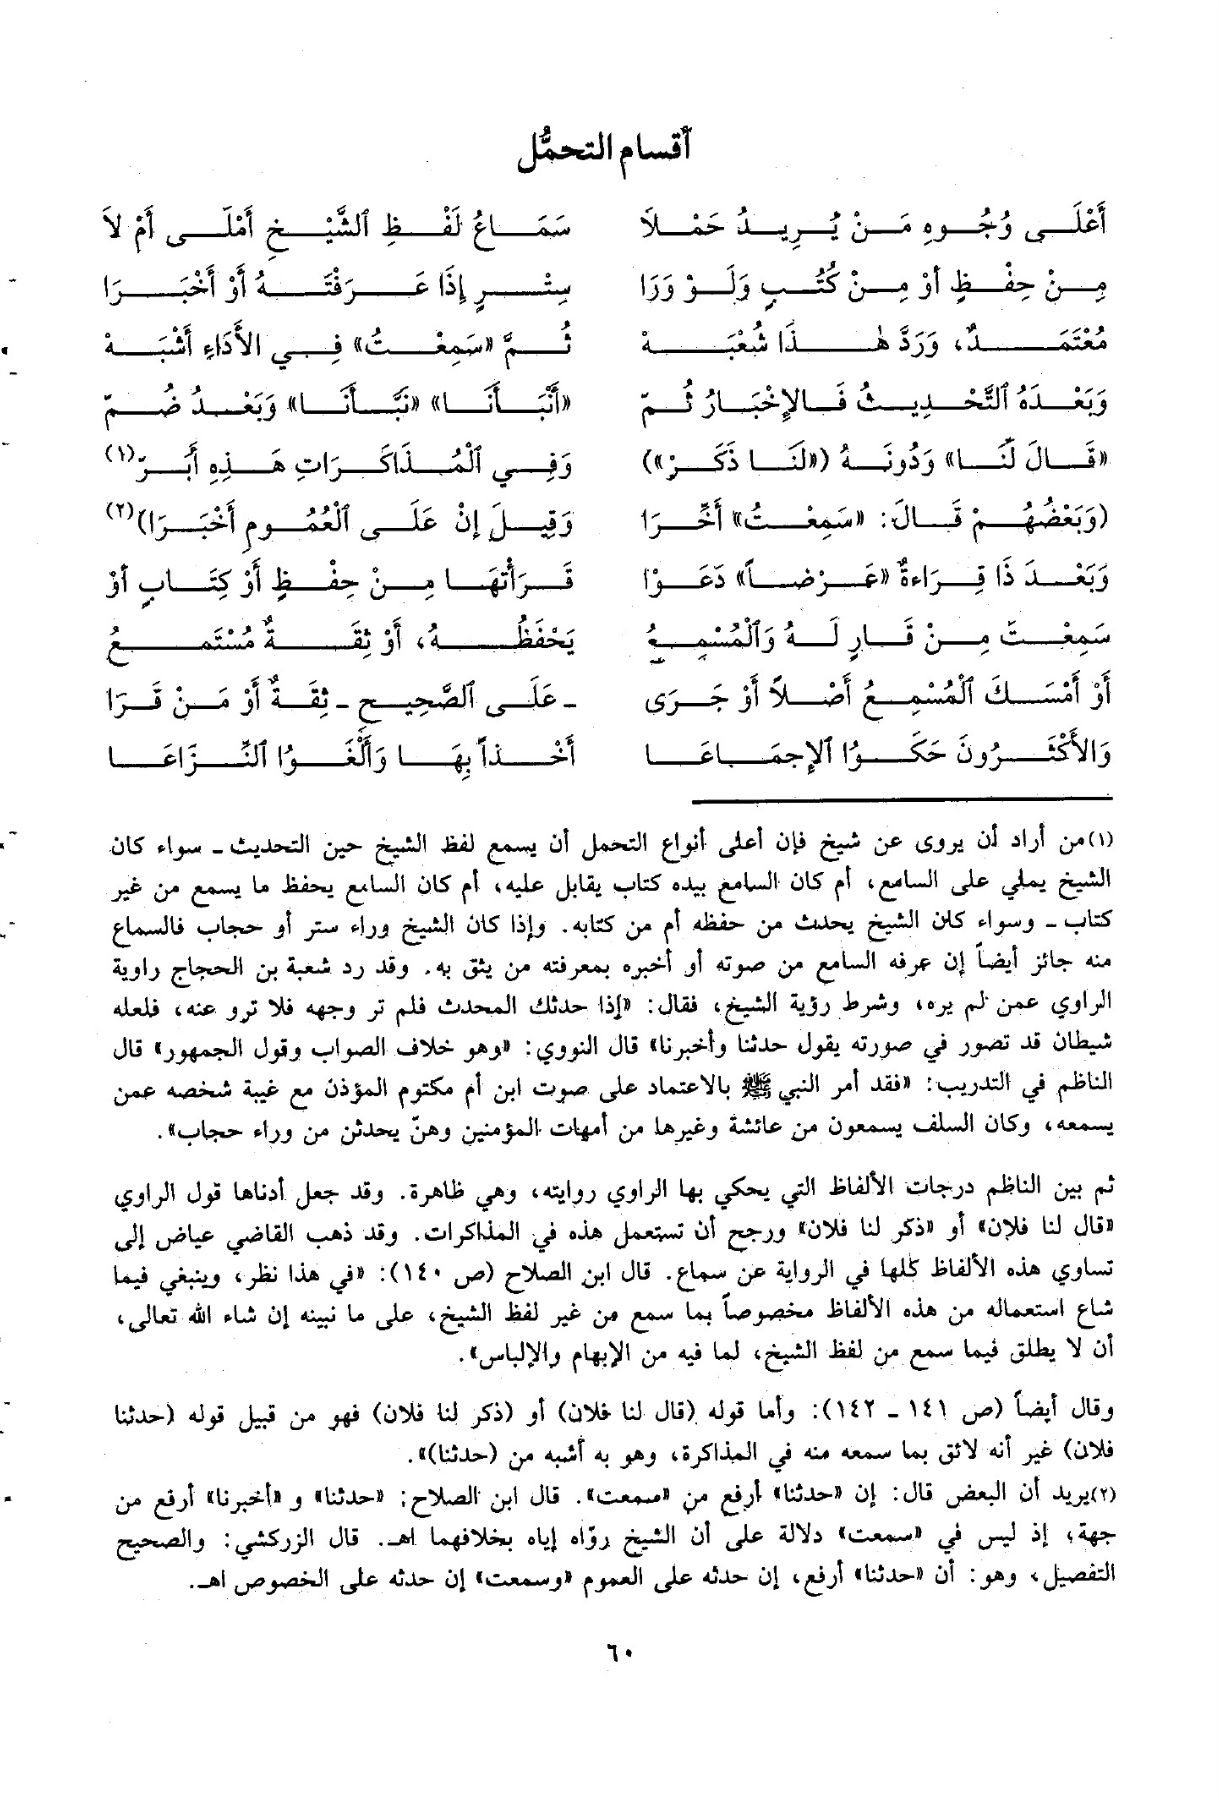 أقسام التحمُّل
أَعْلَى وُجُوهِ مَنْ يُرِيدُ حَمْلَا سَمَاعُ لَفْظِ ٱلشَّيْخِ أَمْلَى أَمْ لاَ
مِنْ حِفْظٍ أَوْ مِنْ كُتُبٍ وَلَوْ وَرَا سِتْرٍ إِذَا عَرَفْتَهُ أَوْ أَخْبَرَا
مُعْتَمَدٌ، وَرَدَّ هٰذَا شُعْبَهْ ثُمَّ «سَمِعْتُ» فِي الأَدَاءِ أَشْبَهْ
وَبَعْدَهُ ٱلتَّحْدِيثُ فَالإِخْبَارُ ثُمّ «أَنْبَأَنَا» «نَبَّأَنَا» وَبَعْدُ ضُمّ
«قَالَ لَنَا» وَدُونَهُ («لَنَا ذَكَرْ») وَفِي ٱلْمُذَاكَرَاتِ هَذِهِ أَبَرّ(١)
(وَبَعْضُهُمْ قَالَ: «سَمِعْتُ» أَخِّرَا وَقِيلَ إِنْ عَلَى ٱلْعُمُومِ أَخْبَرَا)(٢)
وَبَعْدَ ذَا قِرَاءةٌ «عَرْضاً» دَعَوْا قَرَأْتَهَا مِنْ حِفْظٍ أَوْ كِتَابٍ أوْ
سَمِعْتَ مِنْ قَارٍ لَهُ وَٱلْمُسْمِعُ يَحْفَظُهُ، أَوْ ثِقَةٌ مُسْتَمِعُ
أَوْ أَمْسَكَ ٱلْمُسْمِعُ أَصْلاً أَوْ جَرَى - عَلَى ٱلصَّحِيحِ - ثِقَةٌ أَوْ مَنْ قَرَا
وَالأَكْثَرُونَ حَكَوُا ٱلإِجمَاعَا أَخْذاً بِهَا وَأَلْغَوُا ٱلنِّزَاعَا
(١) من أراد أن يروى عن شيخ فإن أعلى أنواع التحمل أن يسمع لفظ الشيخ حين التحديث - سواء كان
الشيخ يملي على السامع، أم كان السامع بيده كتاب يقابل عليه، أم كان السامع يحفظ ما يسمع من غير
كتاب - وسواء كان الشيخ يحدث من حفظه أم من كتابه. وإذا كان الشيخ وراء ستر أو حجاب فالسماع
منه جائز أيضاً إن عرفه السامع من صوته أو أخبره بمعرفته من يثق به. وقد رد شعبة بن الحجاج راوية
الراوي عمن لم يره، وشرط رؤية الشيخ، فقال: «إذا حدثك المحدث فلم تر وجهه فلا ترو عنه، فلعله
شيطان قد تصور في صورته يقول حدثنا وأخبرنا» قال النووي: «وهو خلاف الصواب وقول الجمهور» قال
الناظم في التدريب: «فقد أمر النبي ﷺ بالاعتماد على صوت ابن أم مكتوم المؤذن مع غيبة شخصه عمن
يسمعه، وكان السلف يسمعون من عائشة وغيرها من أمهات المؤمنين وهنّ يحدثن من وراء حجاب».
ثم بين الناظم درجات الألفاظ التي يحكي بها الراوي روايته، وهي ظاهرة. وقد جعل أدناها قول الراوي
«قال لنا فلان» أو «ذكر لنا فلان» ورجح أن تستعمل هذه في المذاكرات. وقد ذهب القاضي عياض إلى
تساوي هذه الألفاظ كلها في الرواية عن سماع. قال ابن الصلاح (ص ١٤٠): «في هذا نظر، وينبغي فيما
شاع استعماله من هذه الألفاظ مخصوصاً بما سمع من غير لفظ الشيخ، على ما نبينه إن شاء الله تعالى،
أن لا يطلق فيما سمع من لفظ الشيخ، لما فيه من الإبهام والإلباس».
وقال أيضاً (ص ١٤١ - ١٤٢): وأما قوله (قال لنا فلان) أو (ذكر لنا فلان) فهو من قبيل قوله (حدثنا
فلان) غير أنه لائق بما سمعه منه في المذاكرة، وهو به أشبه من (حدثنا)».
(٢) يريد أن البعض قال: إن «حدثنا» أرفع من «سمعت». قال ابن الصلاح: «حدثنا» و «أخبرنا» أرفع من
جهة، إذ ليس في «سمعت» دلالة على أن الشيخ روّاه إياه بخلافهما اهـ. قال الزركشي: والصحيح
التفصيل، وهو: أن «حدثنا» أرفع، إن حدثه على العموم «وسمعت» إن حدثه على الخصوص اهـ.
٦٠